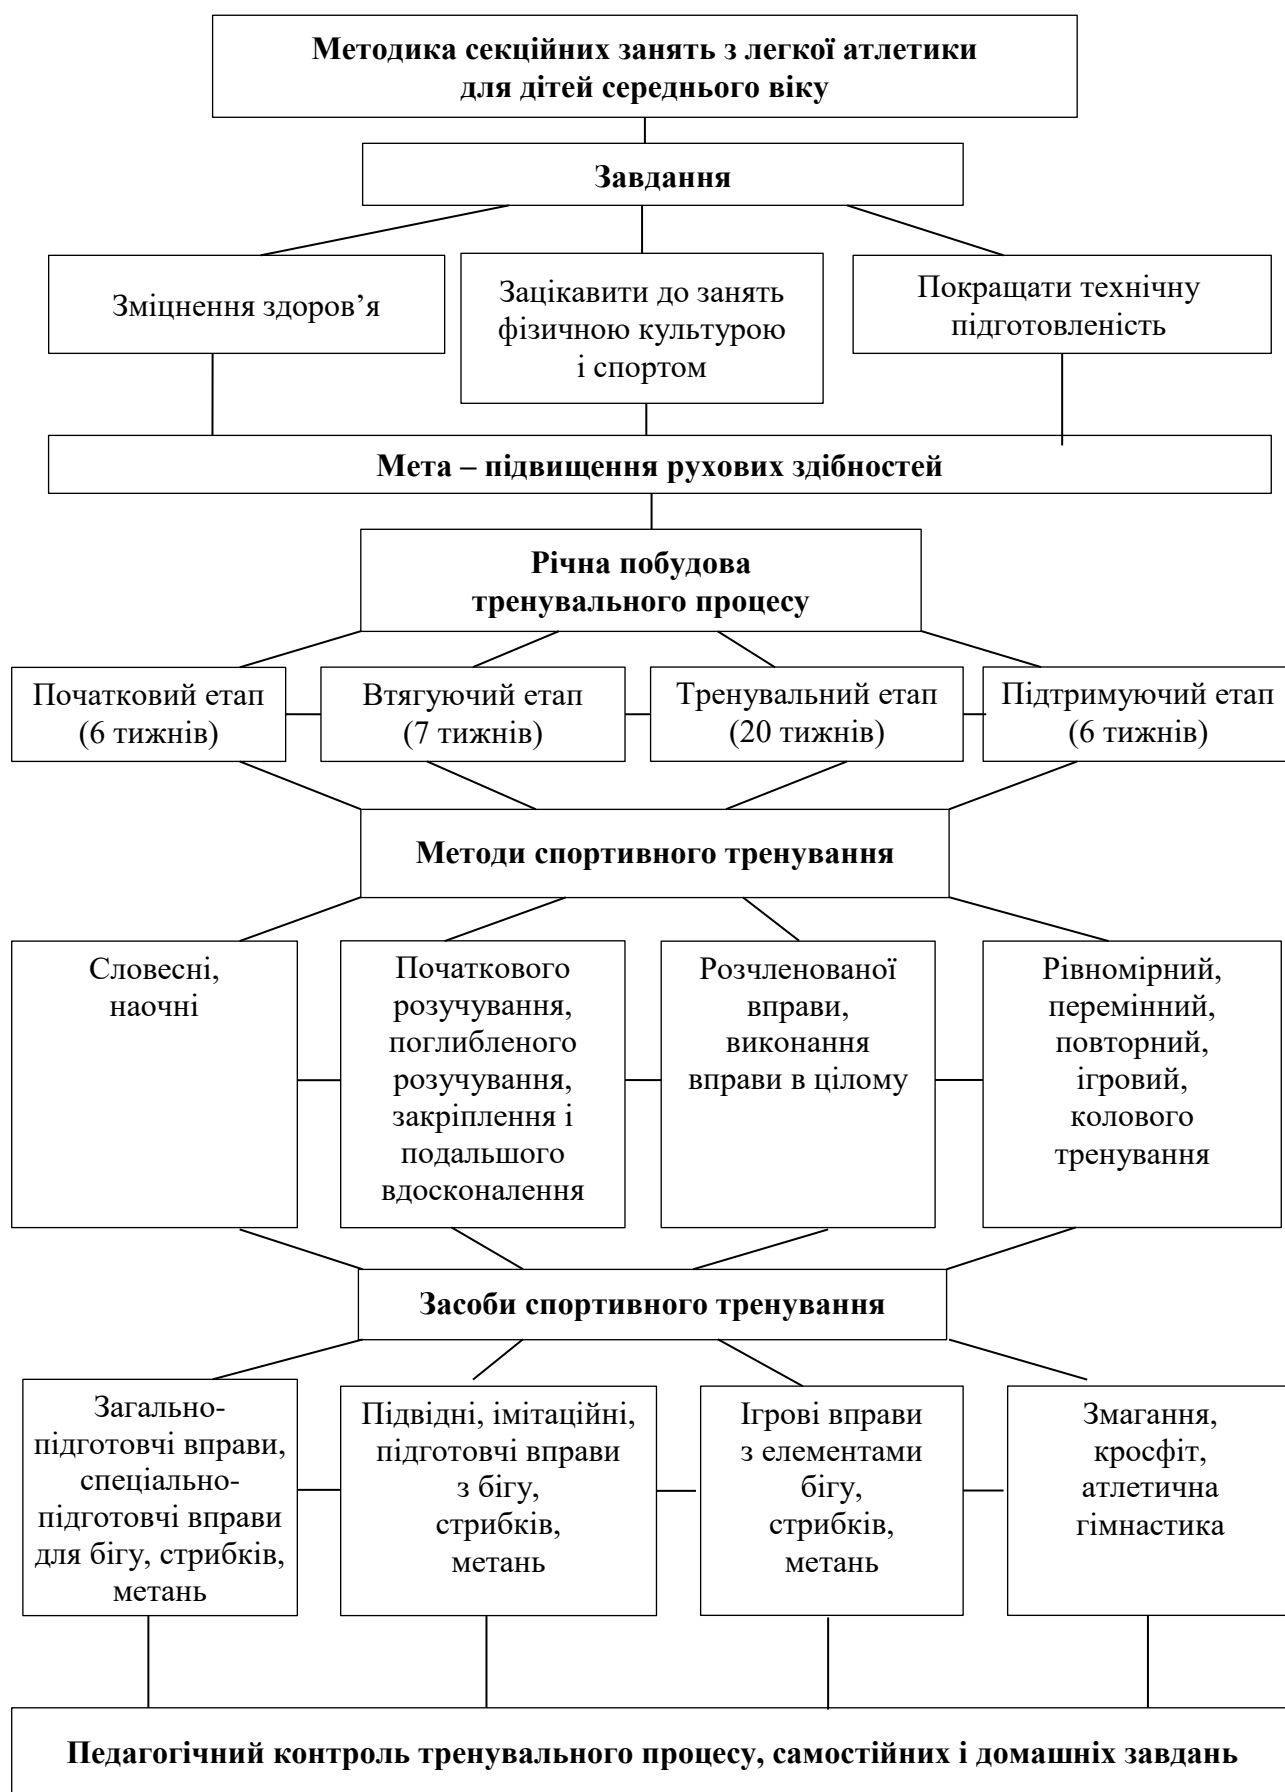 Методика секційних занять з легкої атлетики
для дітей середнього віку
Завдання
Зміцнення здоров’я
Зацікавити до занять
фізичною культурою
і спортом
Покращати технічну
підготовленість
Мета – підвищення рухових здібностей
Річна побудова
тренувального процесу
Початковий етап
(6 тижнів)
Втягуючий етап
(7 тижнів)
Тренувальний етап
(20 тижнів)
Підтримуючий етап
(6 тижнів)
Методи спортивного тренування
Словесні,
наочні
Початкового
розучування,
поглибленого
розучування,
закріплення і
подальшого
вдосконалення
Розчленованої
вправи,
виконання
вправи в цілому
Рівномірний,
перемінний,
повторний,
ігровий,
колового
тренування
Засоби спортивного тренування
Загально-
підготовчі вправи,
спеціально-
підготовчі вправи
для бігу, стрибків,
метань
Підвідні, імітаційні,
підготовчі вправи
з бігу,
стрибків,
метань
Ігрові вправи
з елементами
бігу,
стрибків,
метань
Змагання,
кросфіт,
атлетична
гімнастика
Педагогічний контроль тренувального процесу, самостійних і домашніх завдань